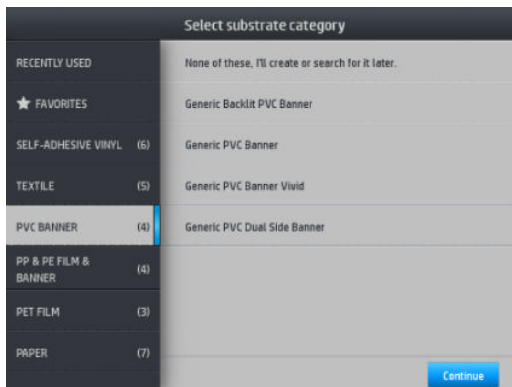 Select substrate category
RECENTLY USED
FAVORITES
SELF-ADHESIVE VINYL (6)
TEXTILE (5)
PVC BANNER (4)
PP & PE FILM &
BANNER (4)
PET FILM (3)
PAPER (7)
None of these, I'll create or search for it later.
Generic Backlit PVC Banner
Generic PVC Banner
Generic PVC Banner Vivid
Generic PVC Dual Side Banner
Continue